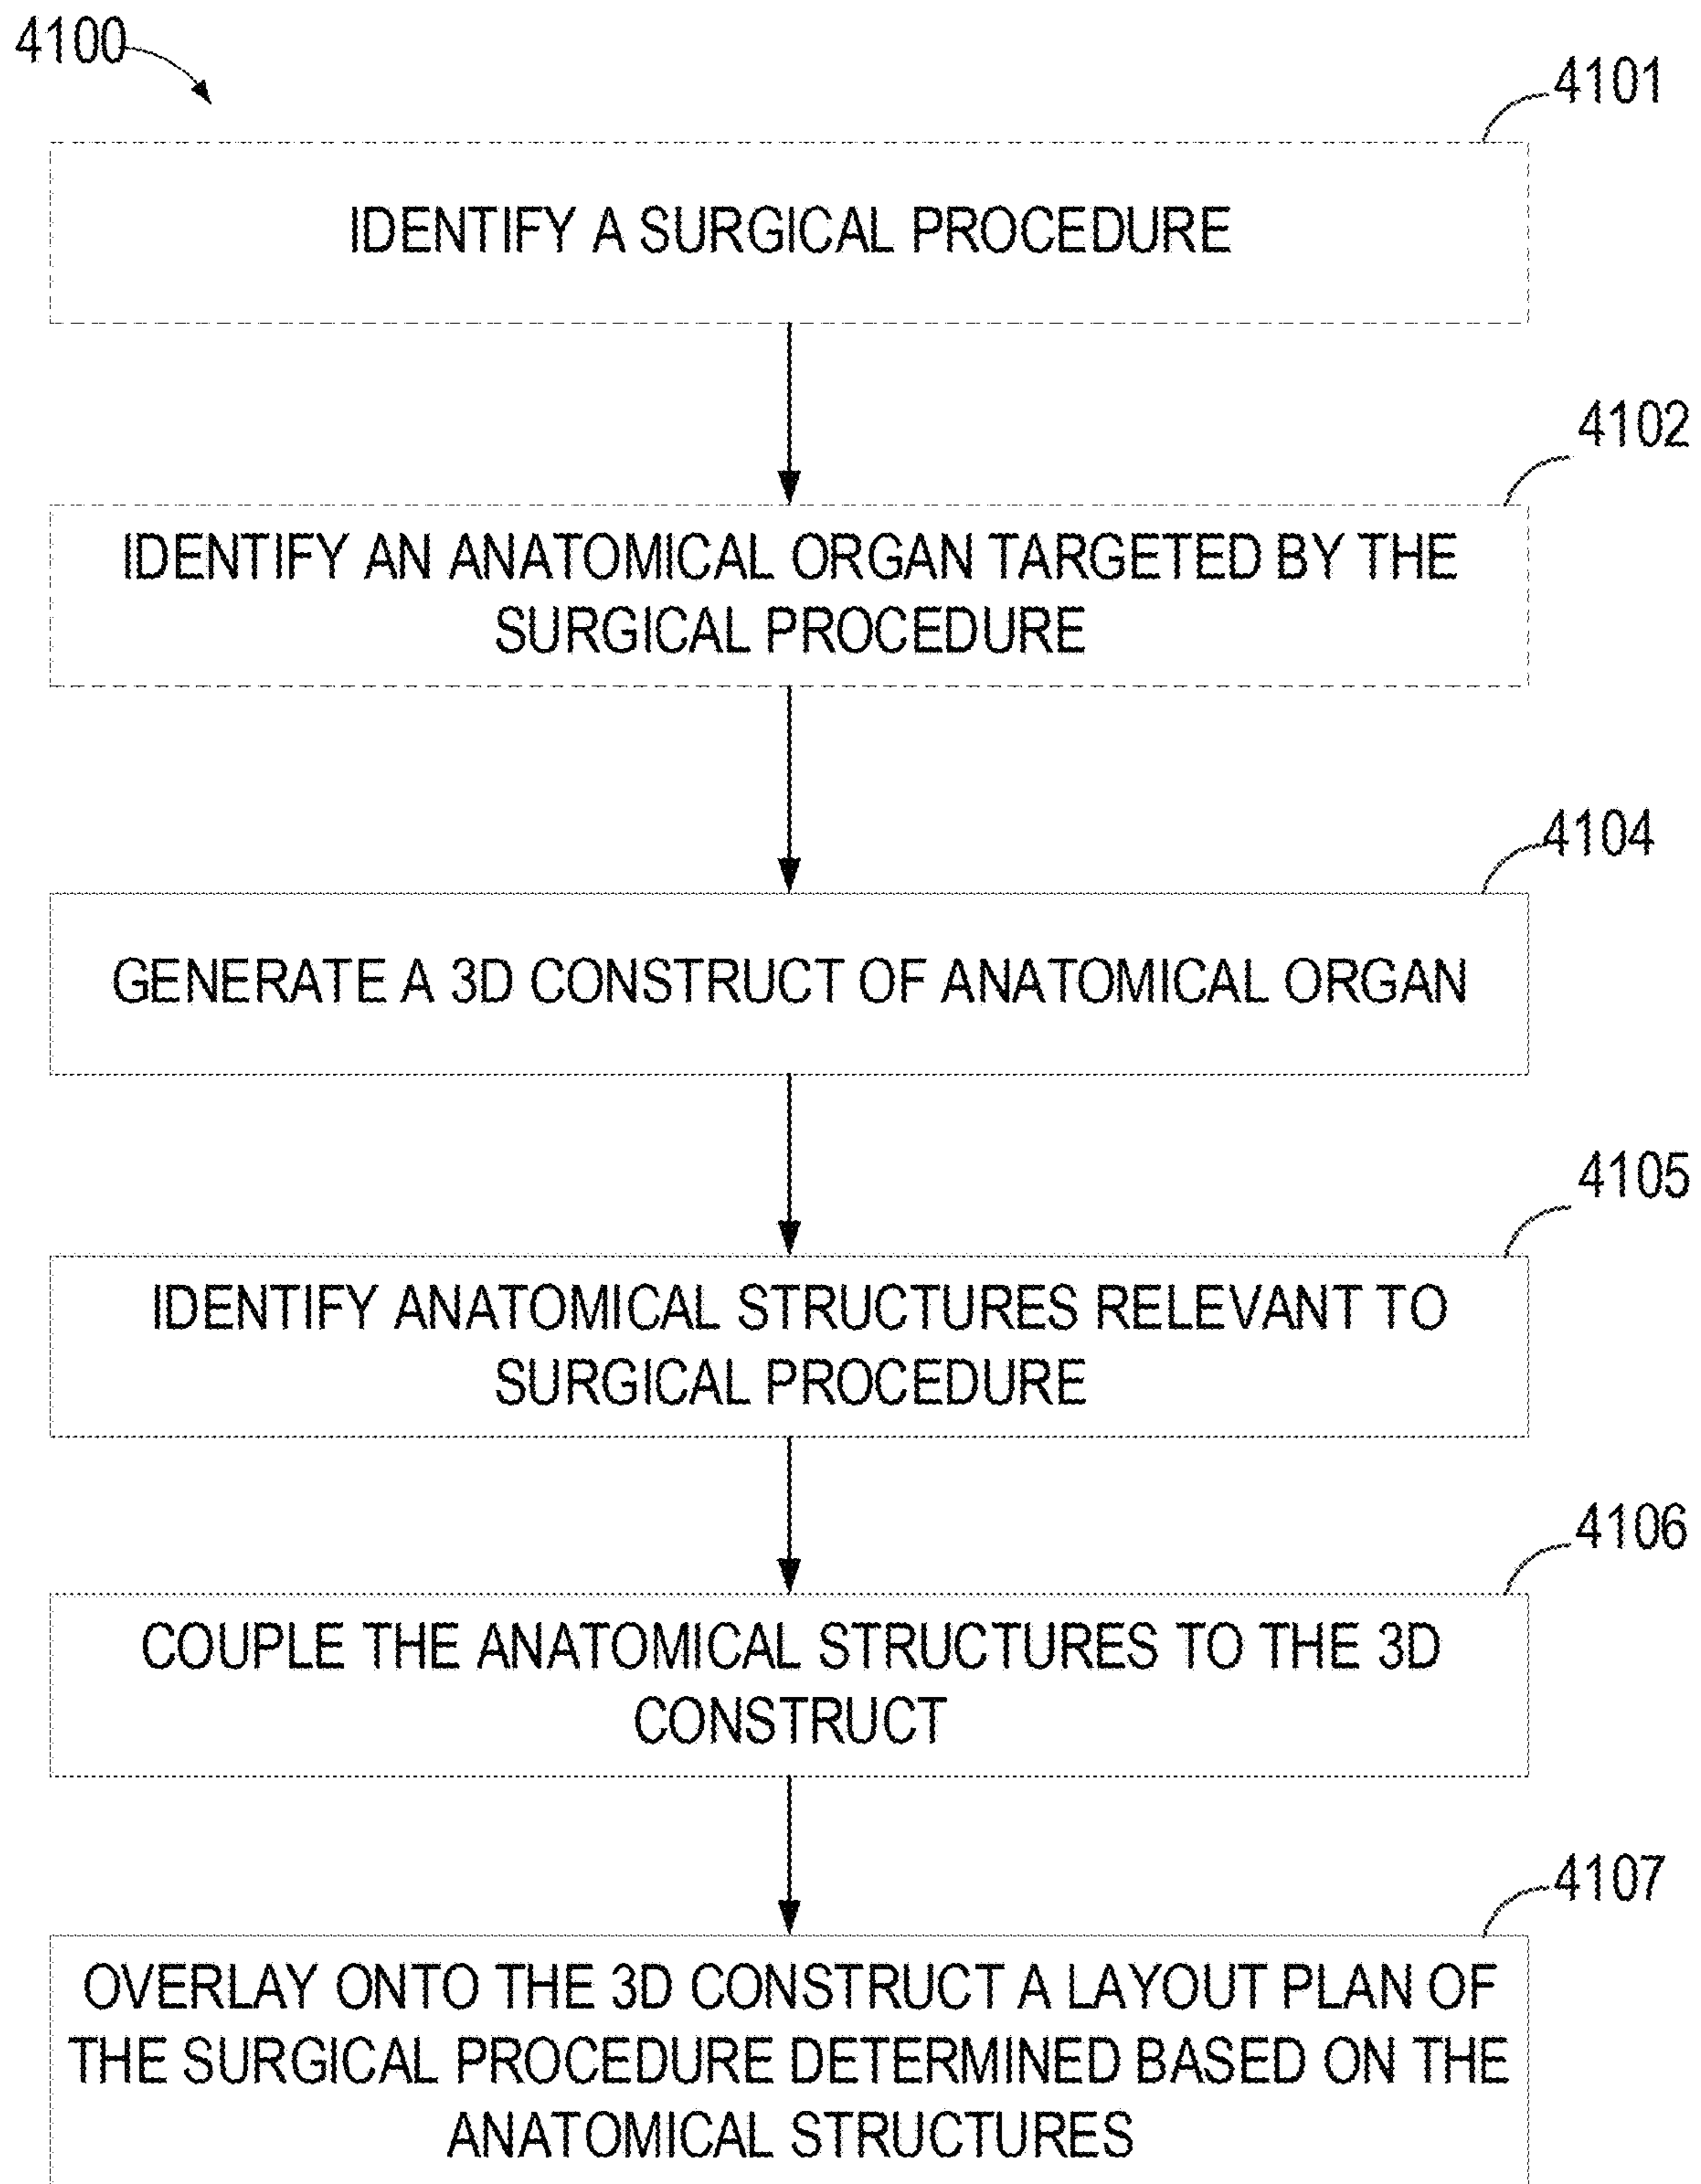 4100
4101
IDENTIFY A SURGICAL PROCEDURE
4102
IDENTIFY AN ANATOMICAL ORGAN TARGETED BY THE
SURGICAL PROCEDURE
4104
GENERATE A 3D CONSTRUCT OF ANATOMICAL ORGAN
4105
IDENTIFY ANATOMICAL STRUCTURES RELEVANT TO
SURGICAL PROCEDURE
4106
COUPLE THE ANATOMICAL STRUCTURES TO THE 3D
CONSTRUCT
4107
OVERLAY ONTO THE 3D CONSTRUCT A LAYOUT PLAN OF
THE SURGICAL PROCEDURE DETERMINED BASED ON THE
ANATOMICAL STRUCTURES